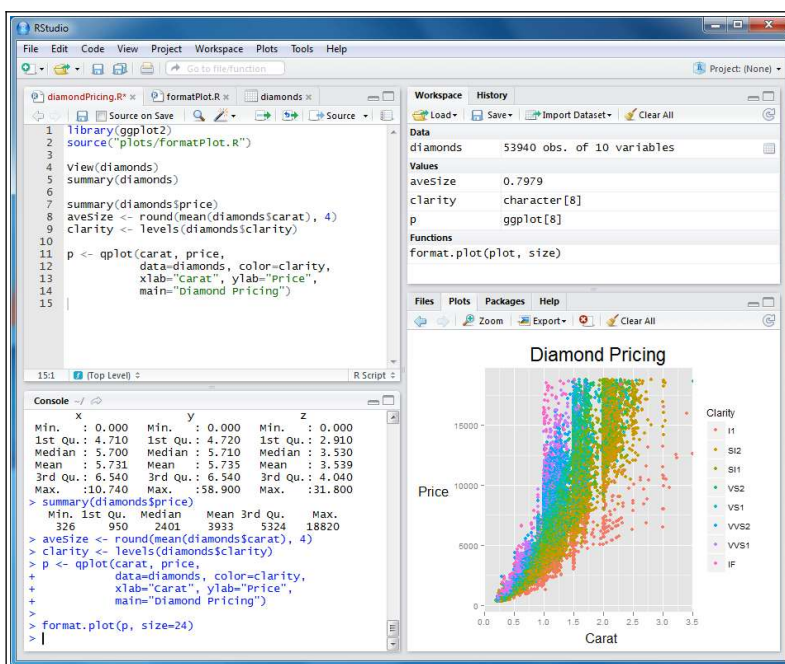 RStudio
File Edit Code View Project Workspace Plots Tools Help
Go to file/function
Project: (None)
diamondPricing.R* × formatPlot.R × diamonds ×
Source on Save Source
1 library(ggplot2)
2 source("plots/formatPlot.R")
3
4 View(diamonds)
5 summary(diamonds)
6
7 summary(diamonds$price)
8 aveSize <- round(mean(diamonds$carat), 4)
9 clarity <- levels(diamonds$clarity)
10
11 p <- qplot(carat, price,
12 data=diamonds, color=clarity,
13 xlab="Carat", ylab="Price",
14 main="Diamond Pricing")
15
15:1 (Top Level) R Script
Console ~/
x y z
Min. : 0.000 Min. : 0.000 Min. : 0.000
1st Qu.: 4.710 1st Qu.: 4.720 1st Qu.: 2.910
Median : 5.700 Median : 5.710 Median : 3.530
Mean : 5.731 Mean : 5.735 Mean : 3.539
3rd Qu.: 6.540 3rd Qu.: 6.540 3rd Qu.: 4.040
Max. :10.740 Max. :58.900 Max. :31.800
> summary(diamonds$price)
Min. 1st Qu. Median Mean 3rd Qu. Max.
326 950 2401 3933 5324 18820
> aveSize <- round(mean(diamonds$carat), 4)
> clarity <- levels(diamonds$clarity)
> p <- qplot(carat, price,
+ data=diamonds, color=clarity,
+ xlab="Carat", ylab="Price",
+ main="Diamond Pricing")
>
> format.plot(p, size=24)
>
Workspace History
Load Save Import Dataset Clear All
Data
diamonds 53940 obs. of 10 variables
Values
aveSize 0.7979
clarity character[8]
p ggplot[8]
Functions
format.plot(plot, size)
Files Plots Packages Help
Zoom Export Clear All
Diamond Pricing
Price
15000
10000
5000
0
0.0 0.5 1.0 1.5 2.0 2.5 3.0 3.5
Carat
Clarity
I1
SI2
SI1
VS2
VS1
VVS2
VVS1
IF